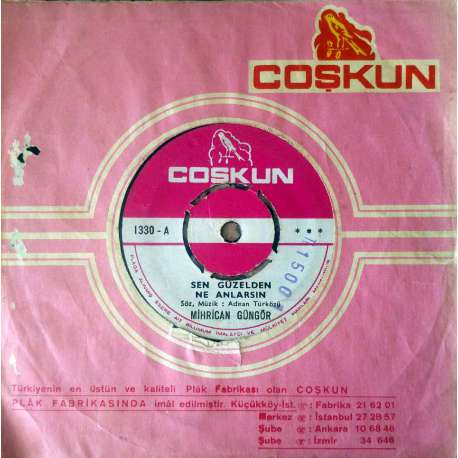 COŞKUN
COŞKUN
1330 - A
***
1500
SEN GÜZELDEN
NE ANLARSIN
Söz, Müzik : Adnan Türközü
MİHRİCAN GÜNGÖR
Türkiyenin en üstün ve kaliteli Plâk Fabrikası olan COŞKUN
PLÂK FABRİKASINDA imâl edilmiştir. Küçükköy-İst : Fabrika 21 62 01
Merkez : İstanbul 27 28 57
Şube : Ankara 10 68 46
Şube : İzmir 34 646